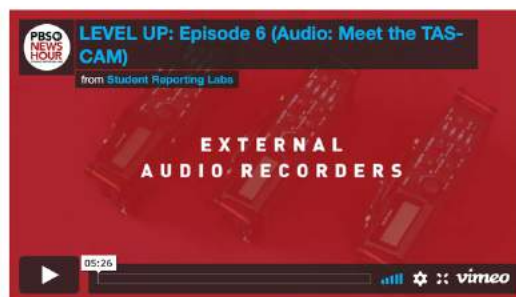 PBS
NEWS
HOUR
LEVEL UP: Episode 6 (Audio: Meet the TAS-
CAM)
from Student Reporting Labs
EXTERNAL
AUDIO RECORDERS
05:26
vimeo